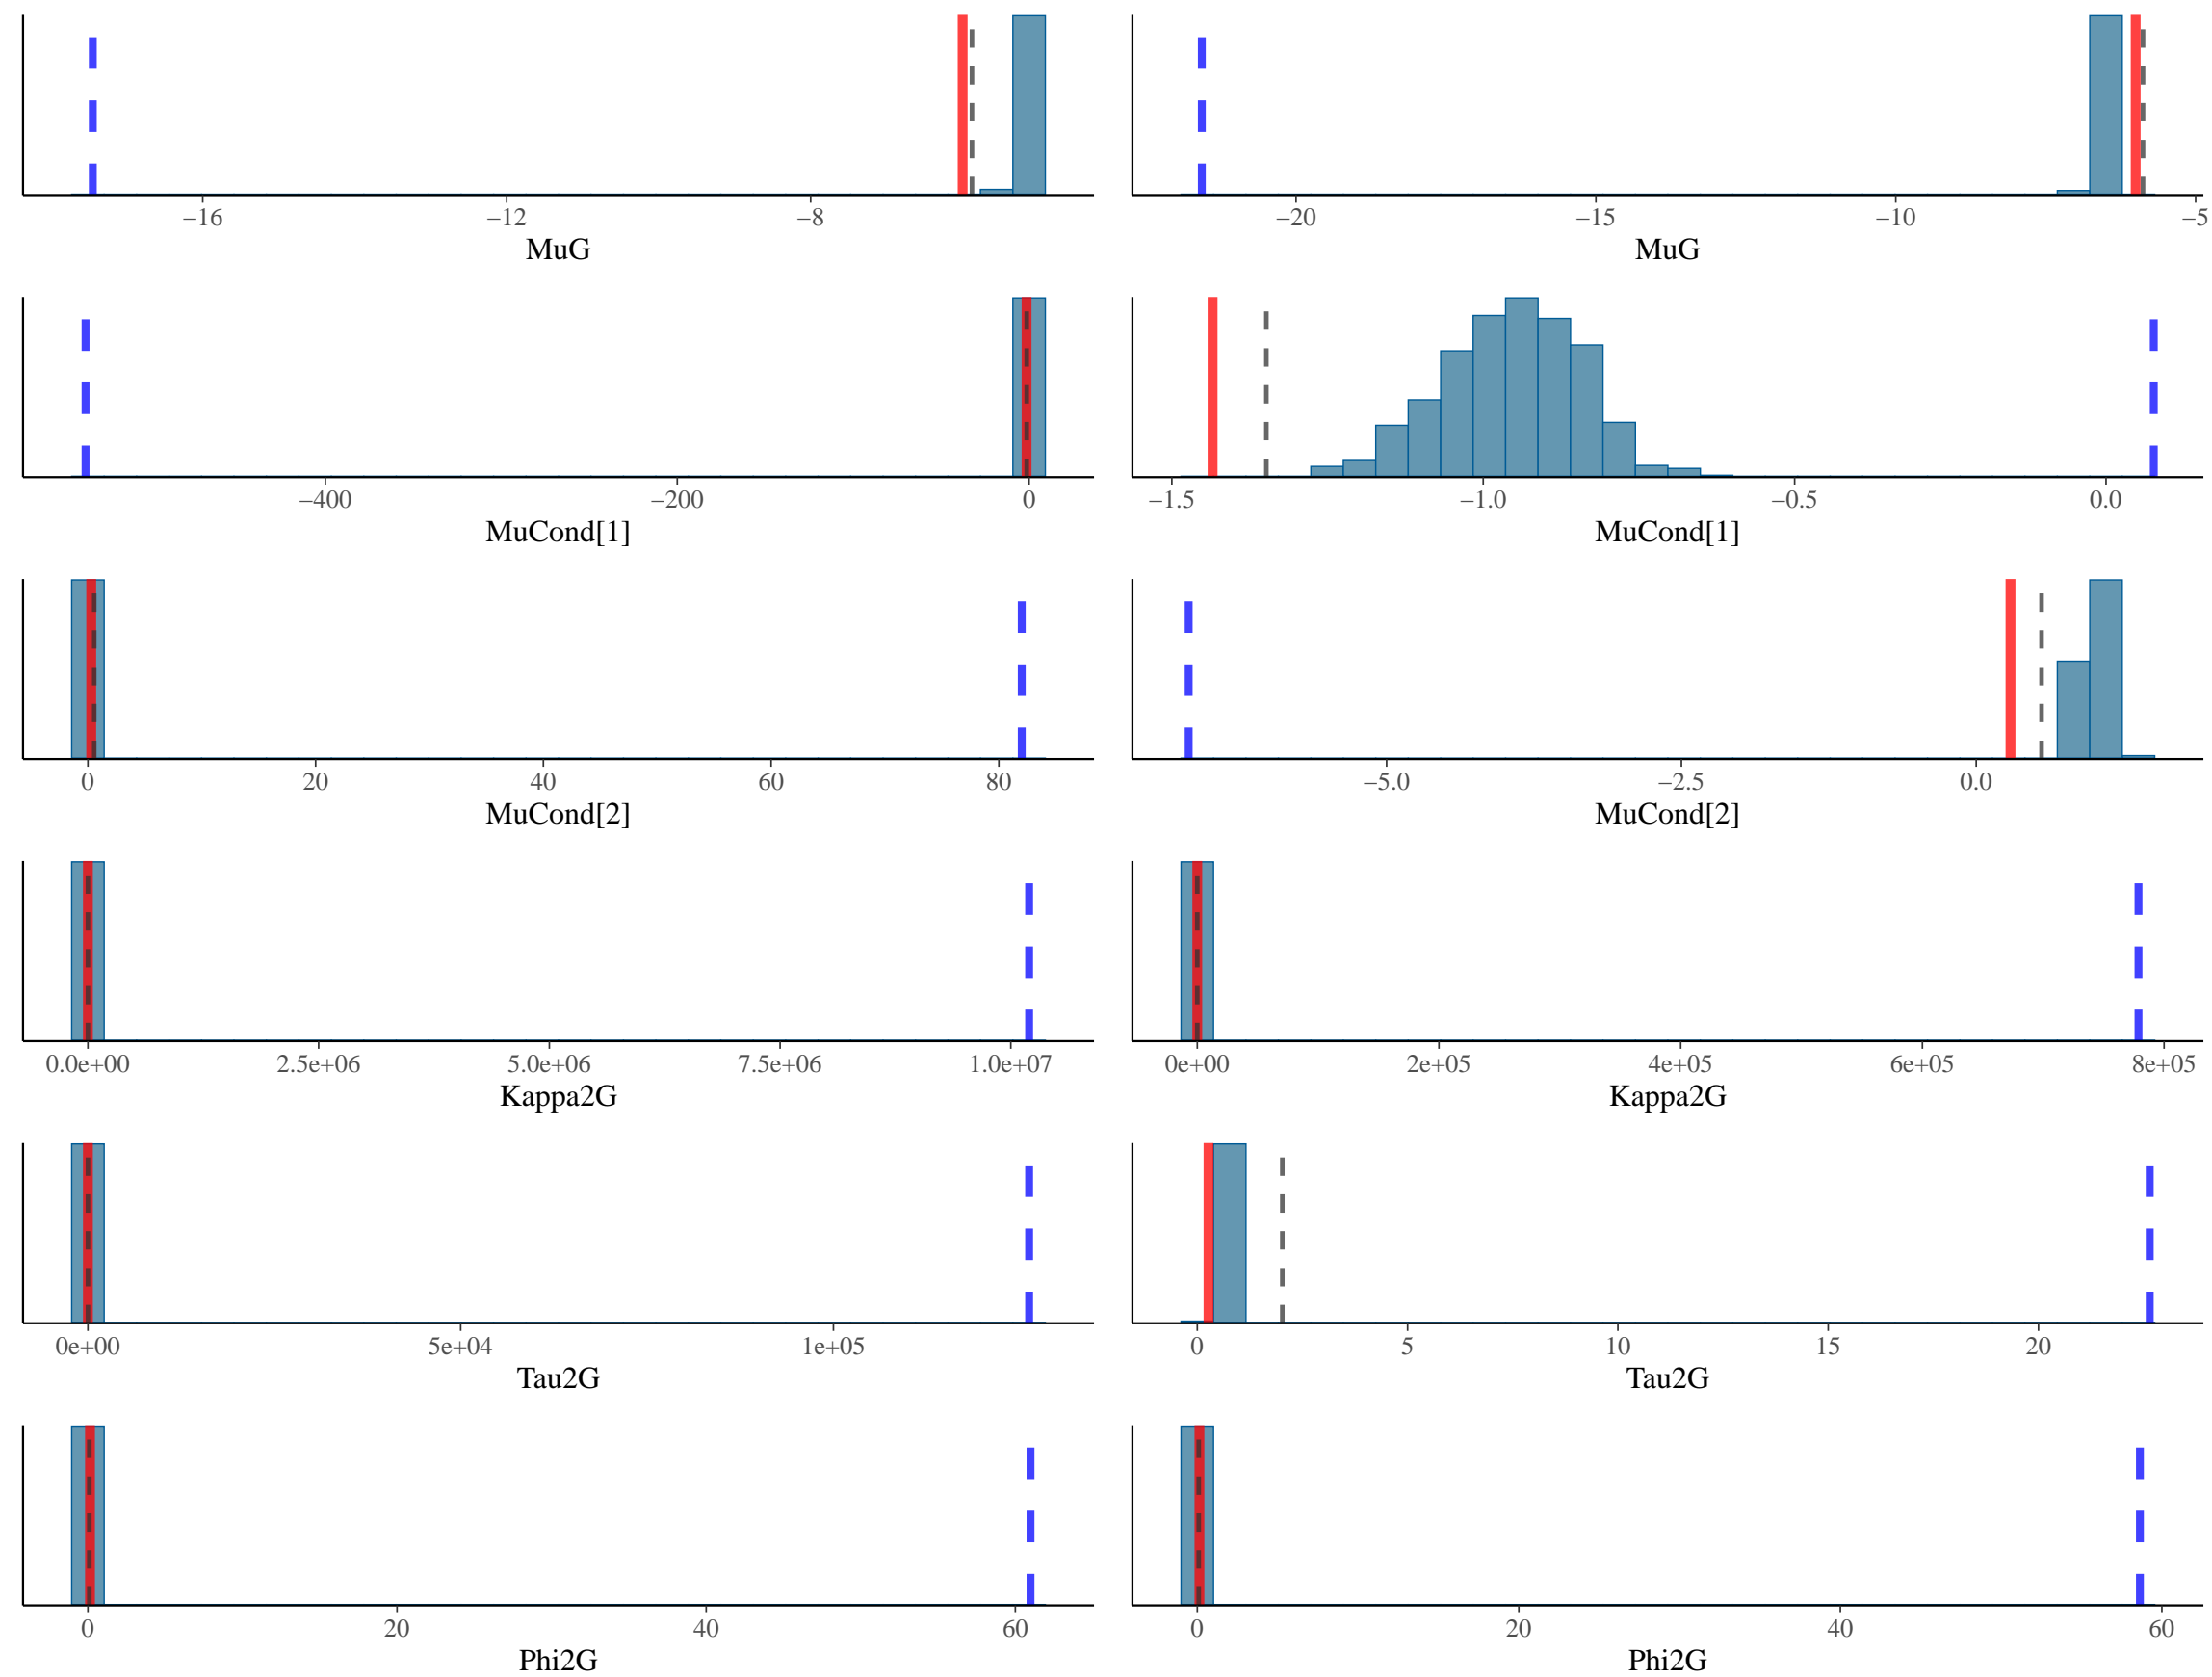 −16 −12 −8
MuG
−20 −15 −10 −5
MuG
−400 −200 0
MuCond[1]
−1.5 −1.0 −0.5 0.0
MuCond[1]
0 20 40 60 80
MuCond[2]
−5.0 −2.5 0.0
MuCond[2]
0.0e+00 2.5e+06 5.0e+06 7.5e+06 1.0e+07
Kappa2G
0e+00 2e+05 4e+05 6e+05 8e+05
Kappa2G
0e+00 5e+04 1e+05
Tau2G
0 5 10 15 20
Tau2G
0 20 40 60
Phi2G
0 20 40 60
Phi2G